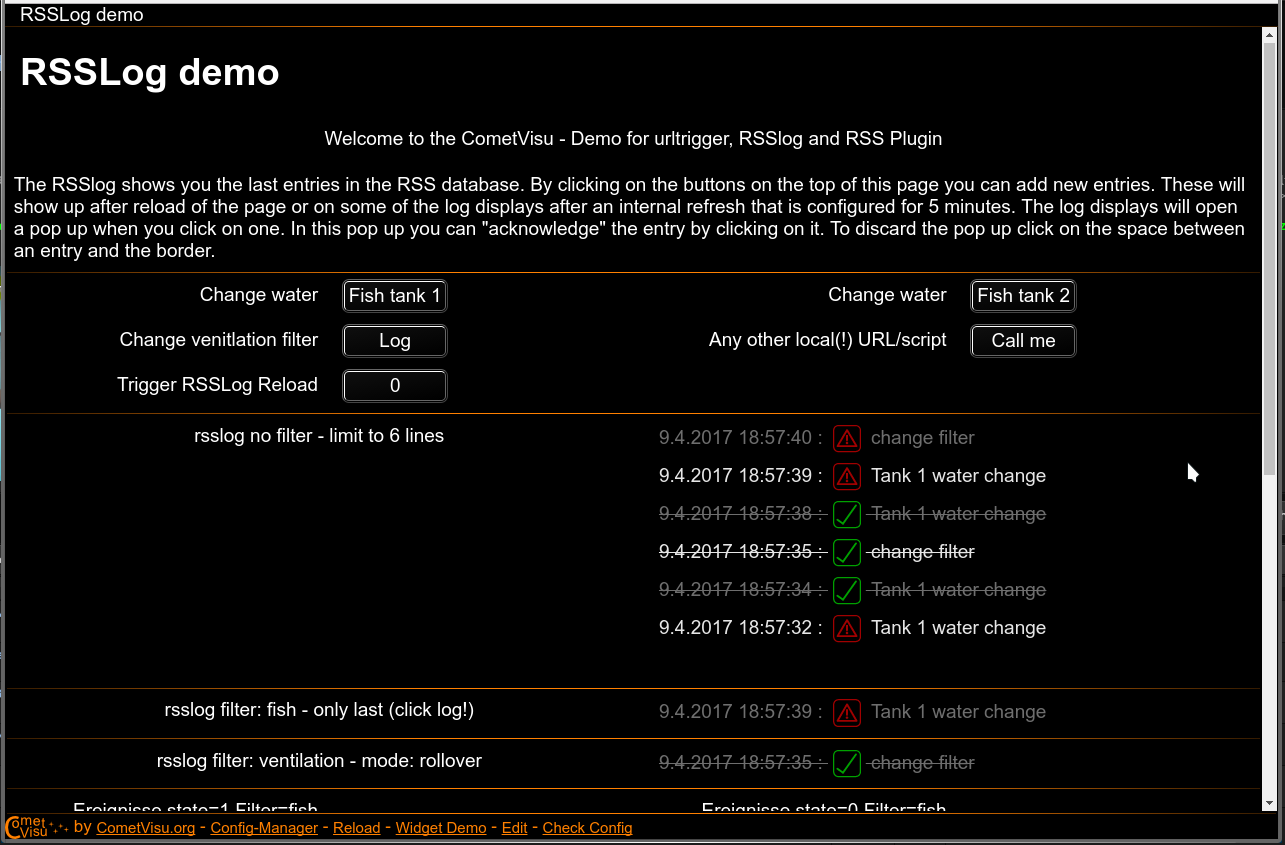 RSSLog demo
RSSLog demo
Welcome to the CometVisu - Demo for urltrigger, RSSlog and RSS Plugin
The RSSlog shows you the last entries in the RSS database. By clicking on the buttons on the top of this page you can add new entries. These will
show up after reload of the page or on some of the log displays after an internal refresh that is configured for 5 minutes. The log displays will open
a pop up when you click on one. In this pop up you can "acknowledge" the entry by clicking on it. To discard the pop up click on the space between
an entry and the border.
Change water Fish tank 1 Change water Fish tank 2
Change venitlation filter Log Any other local(!) URL/script Call me
Trigger RSSLog Reload 0
rsslog no filter - limit to 6 lines 9.4.2017 18:57:40 : change filter
9.4.2017 18:57:39 : Tank 1 water change
9.4.2017 18:57:38 : Tank 1 water change
9.4.2017 18:57:35 : change filter
9.4.2017 18:57:34 : Tank 1 water change
9.4.2017 18:57:32 : Tank 1 water change
rsslog filter: fish - only last (click log!) 9.4.2017 18:57:39 : Tank 1 water change
rsslog filter: ventilation - mode: rollover 9.4.2017 18:57:35 : change filter
Ereignisse state=1 Filter=fish Ereignisse state=0 Filter=fish
Comet Visu by CometVisu.org - Config-Manager - Reload - Widget Demo - Edit - Check Config